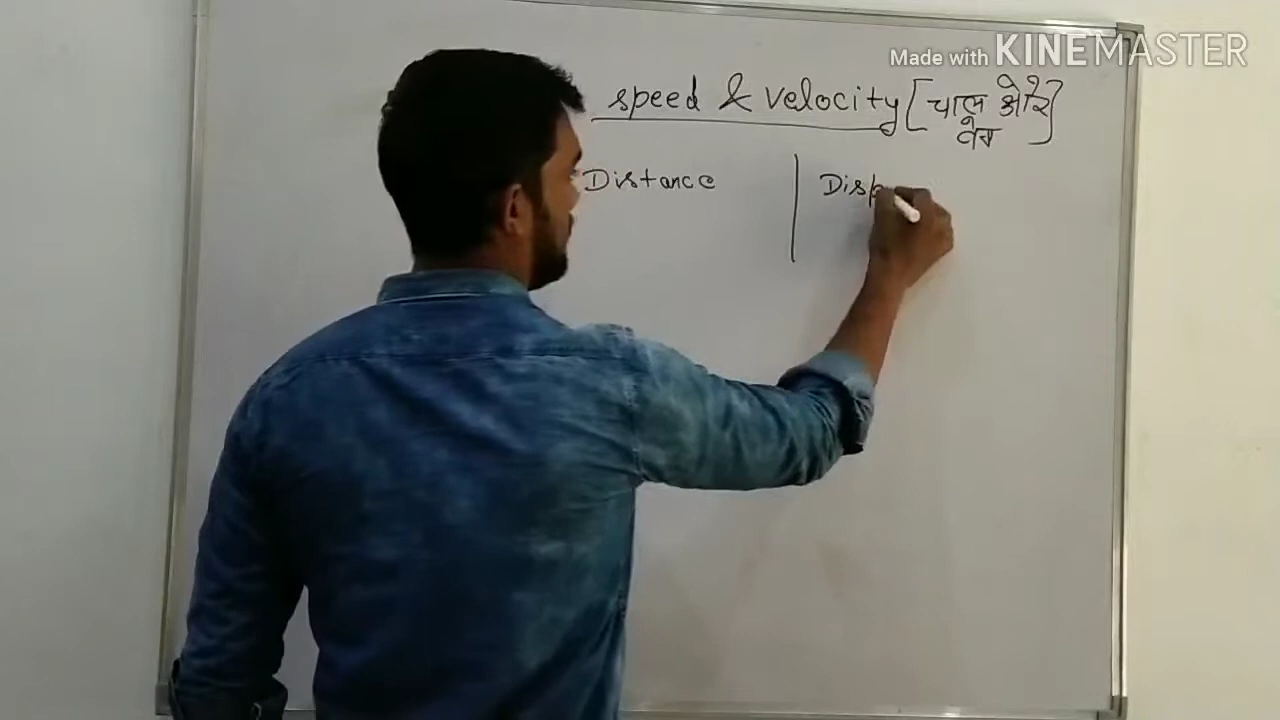 Made with KINEMASTER
speed & velocity [चाल और
वेग]
Distance | Disp